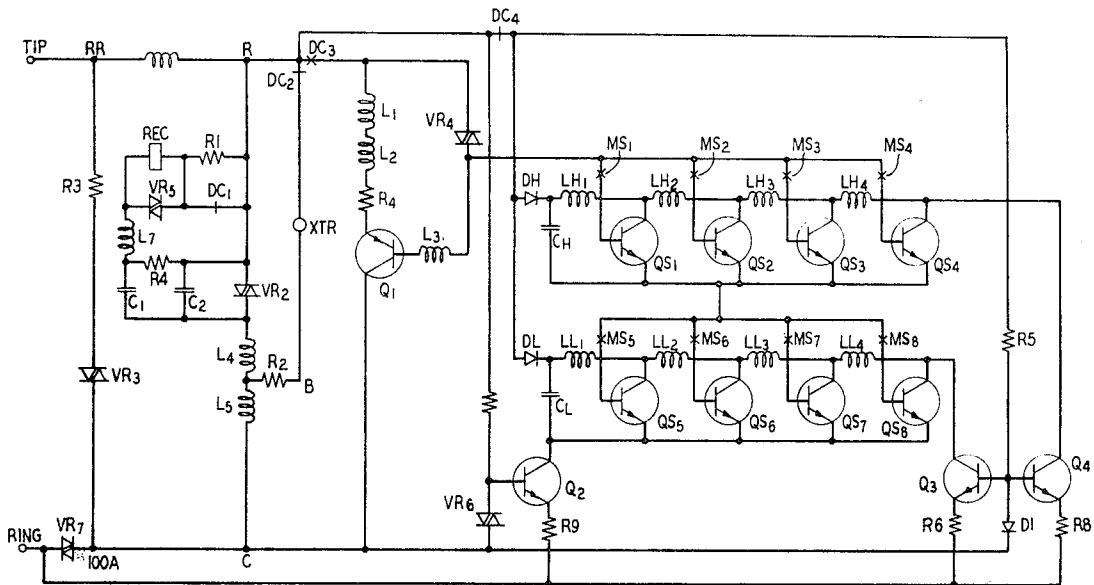 DC4
TIP
RR
R
DC3
DC2
L1
VR4
MS1
MS2
MS3
MS4
REC
R1
L2
DH
LH1
LH2
LH3
LH4
R3
VR5
DC1
R4
XTR
L7
L3
CH
QS1
QS2
QS3
QS4
R4
Q1
C1
C2
VR2
DL
LL1
MS5
LL2
MS6
LL3
MS7
LL4
MS8
R5
L4
R2
B
VR3
L5
CL
QS5
QS6
QS7
QS8
Q2
Q3
Q4
VR6
R9
R6
D1
R8
RING
VR7
100A
C